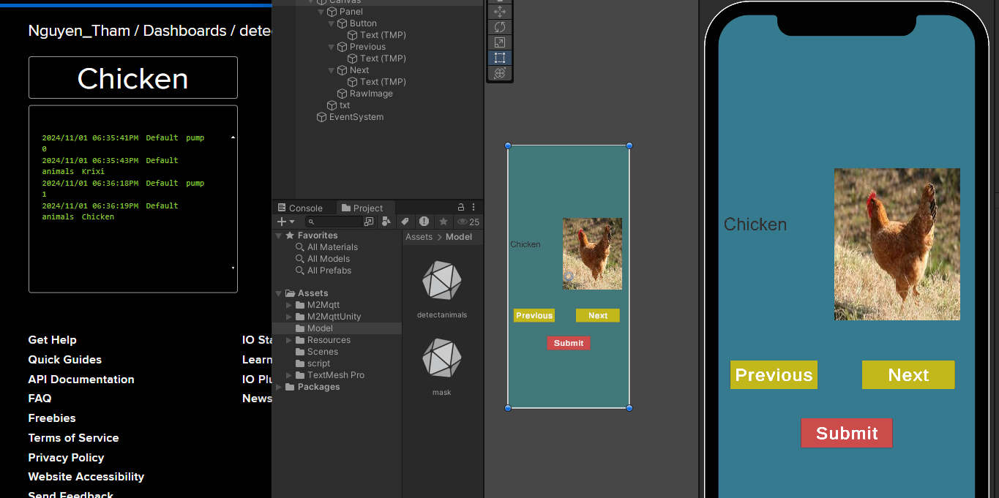 Nguyen_Tham / Dashboards / dete
Chicken
2024/11/01 06:35:41PM Default pump
0
2024/11/01 06:35:43PM Default
animals Krixi
2024/11/01 06:36:18PM Default pump
1
2024/11/01 06:36:19PM Default
animals Chicken
Get Help
Quick Guides
API Documentation
FAQ
Freebies
Terms of Service
Privacy Policy
Website Accessibility
Send Feedback
IO Sta
Learn
IO Plu
News
Canvas
Panel
Button
Text (TMP)
Previous
Text (TMP)
Next
Text (TMP)
RawImage
txt
EventSystem
Console
Project
25
Favorites
All Materials
All Models
All Prefabs
Assets
M2Mqtt
M2MqttUnity
Model
Resources
Scenes
script
TextMesh Pro
Packages
Assets > Model
detectanimals
mask
Chicken
Previous
Next
Submit
Chicken
Previous
Next
Submit